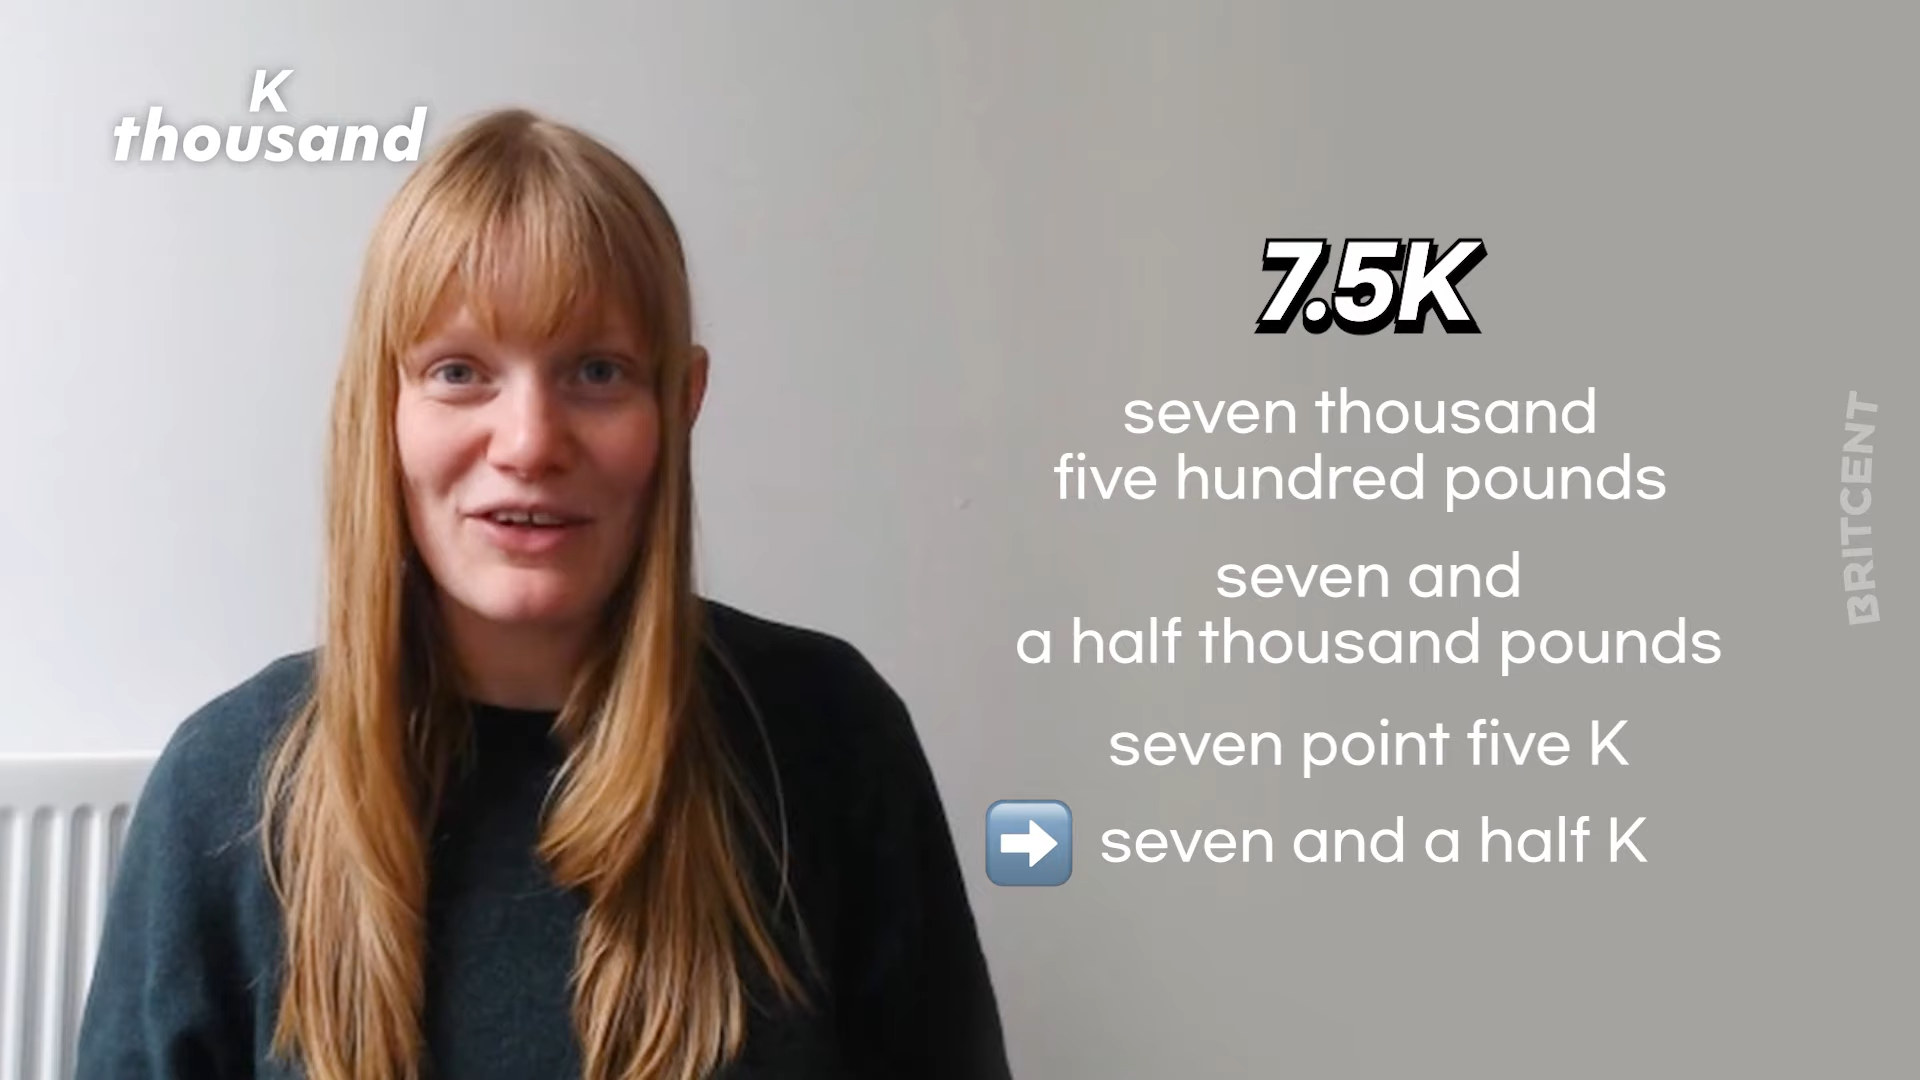 K
thousand
7.5K
seven thousand
five hundred pounds
seven and
a half thousand pounds
seven point five K
seven and a half K
BRITCENT